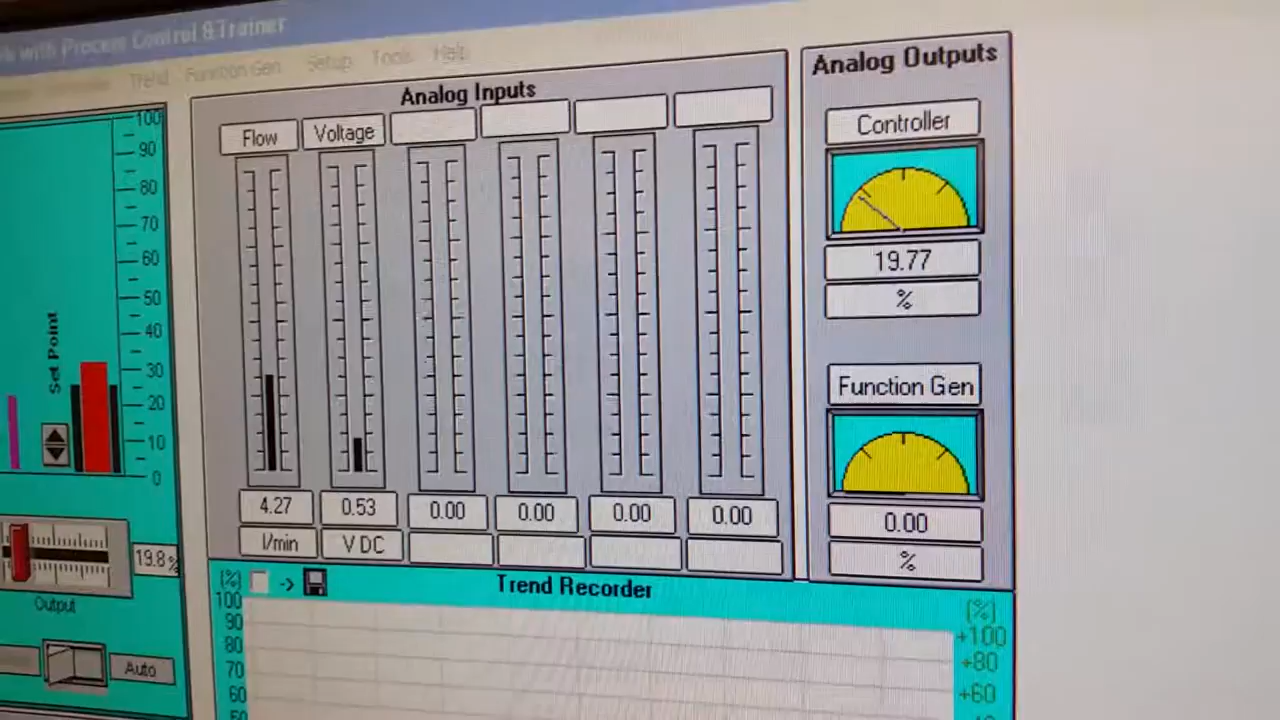 with Process Control & Trainer
Trend Function Gen Setup Tools Help
Analog Inputs
Flow Voltage
4.27 0.53 0.00 0.00 0.00 0.00
l/min V DC
Analog Outputs
Controller
19.77
%
Function Gen
0.00
%
100
90
80
70
60
50
40
30
20
10
0
Set Point
19.8%
Output
Auto
(%) -> Trend Recorder (%)
100
90
80
70
60
+100
+80
+60